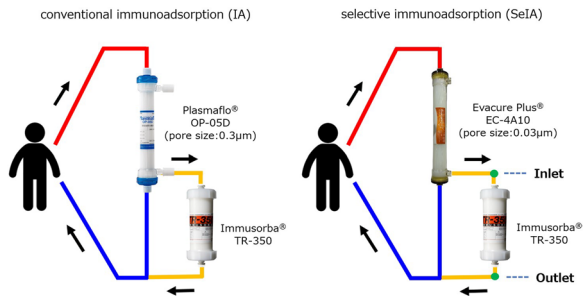 conventional immunoadsorption (IA)
selective immunoadsorption (SeIA)
Plasmaflo®
OP-05D
(pore size:0.3μm)
Immusorba®
TR-350
Evacure Plus®
EC-4A10
(pore size:0.03μm)
Inlet
Immusorba®
TR-350
Outlet